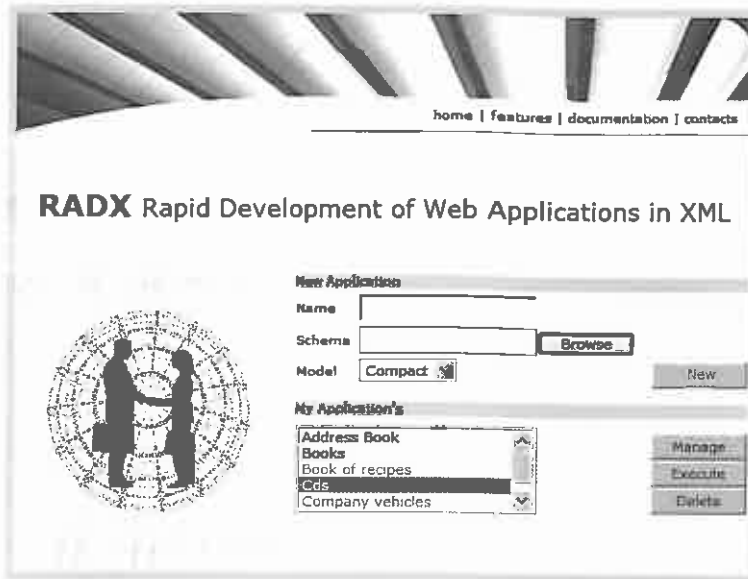 home | features | documentation | contacts
RADX Rapid Development of Web Applications in XML
New Application
Name
Schema Browse
Model Compact New
My Application's
Address Book Manage
Books
Book of recipes Execute
Cds
Company vehicles Delete